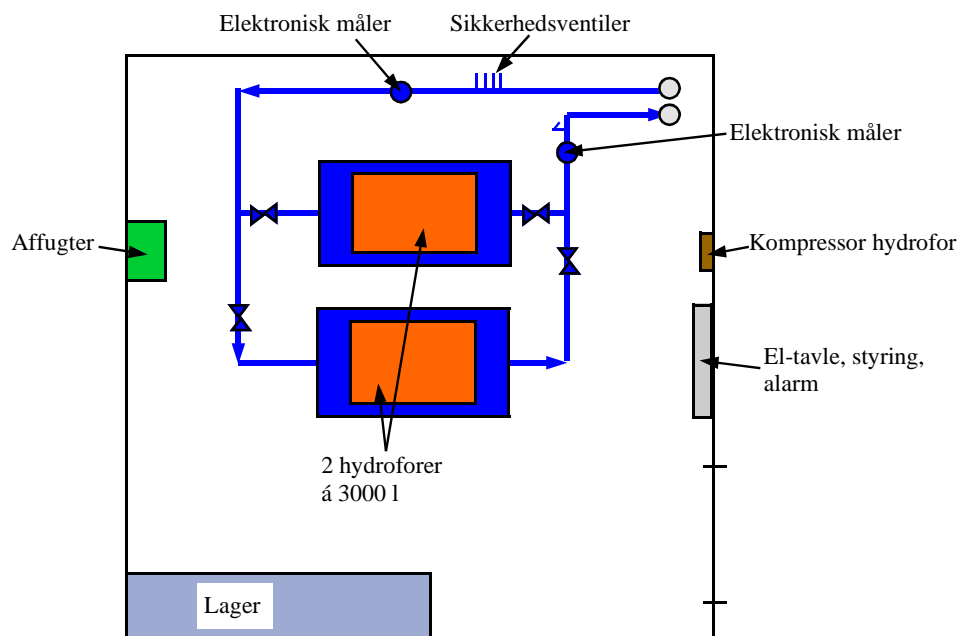 Elektronisk måler
Sikkerhedsventiler
Elektronisk måler
Affugter
Kompressor hydrofor
El-tavle, styring,
alarm
2 hydroforer
á 3000 l
Lager